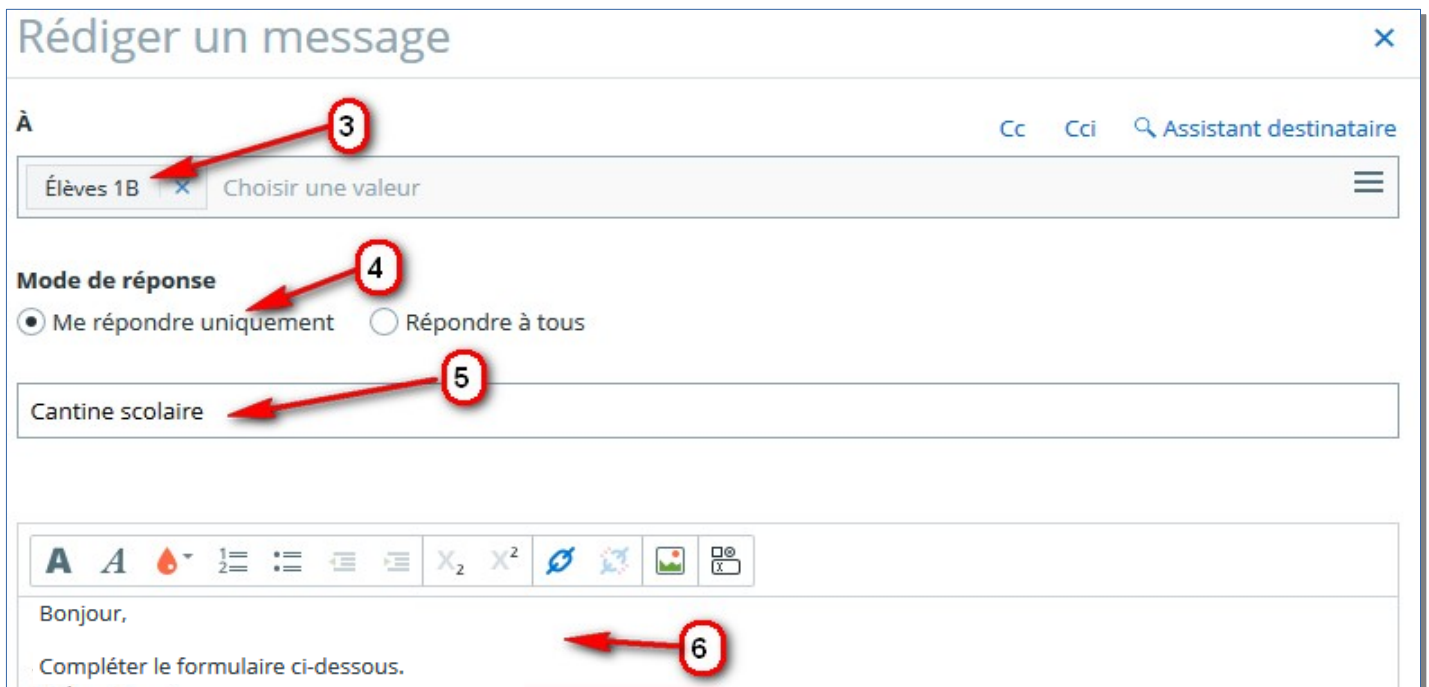 Rédiger un message
À
3
Cc Cci Assistant destinataire
Élèves 1B Choisir une valeur
4
Mode de réponse
Me répondre uniquement Répondre à tous
5
Cantine scolaire
A A X₂ X²
Bonjour,
6
Compléter le formulaire ci-dessous.